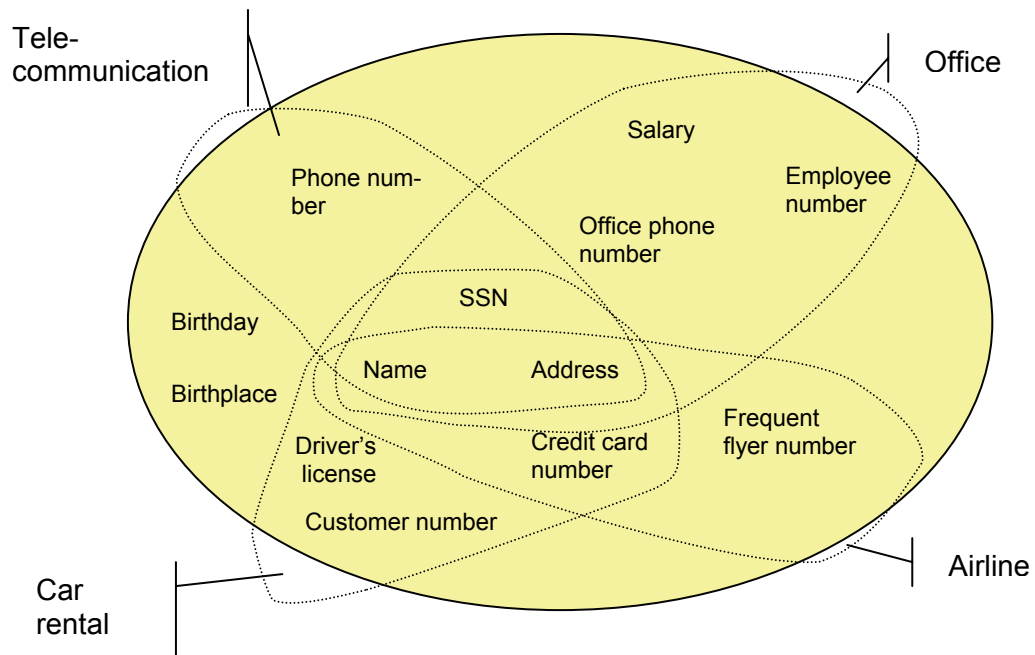 Tele-
communication
Office
Salary
Phone num-
ber
Employee
number
Office phone
number
SSN
Birthday
Name
Address
Birthplace
Frequent
flyer number
Driver's
license
Credit card
number
Customer number
Airline
Car
rental